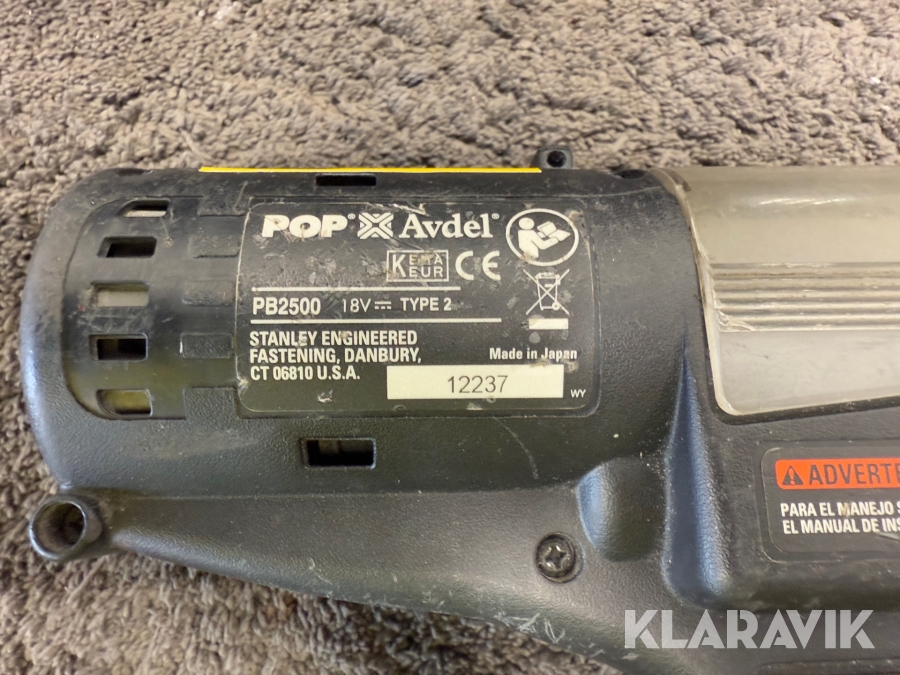 POP® Avdel®
KEMA
KEUR CE
PB2500 18V TYPE 2
STANLEY ENGINEERED
FASTENING, DANBURY,
CT 06810 U.S.A.
Made in Japan
12237 WY
ADVERTE
PARA EL MANEJO S
EL MANUAL DE INS
KLARAVIK